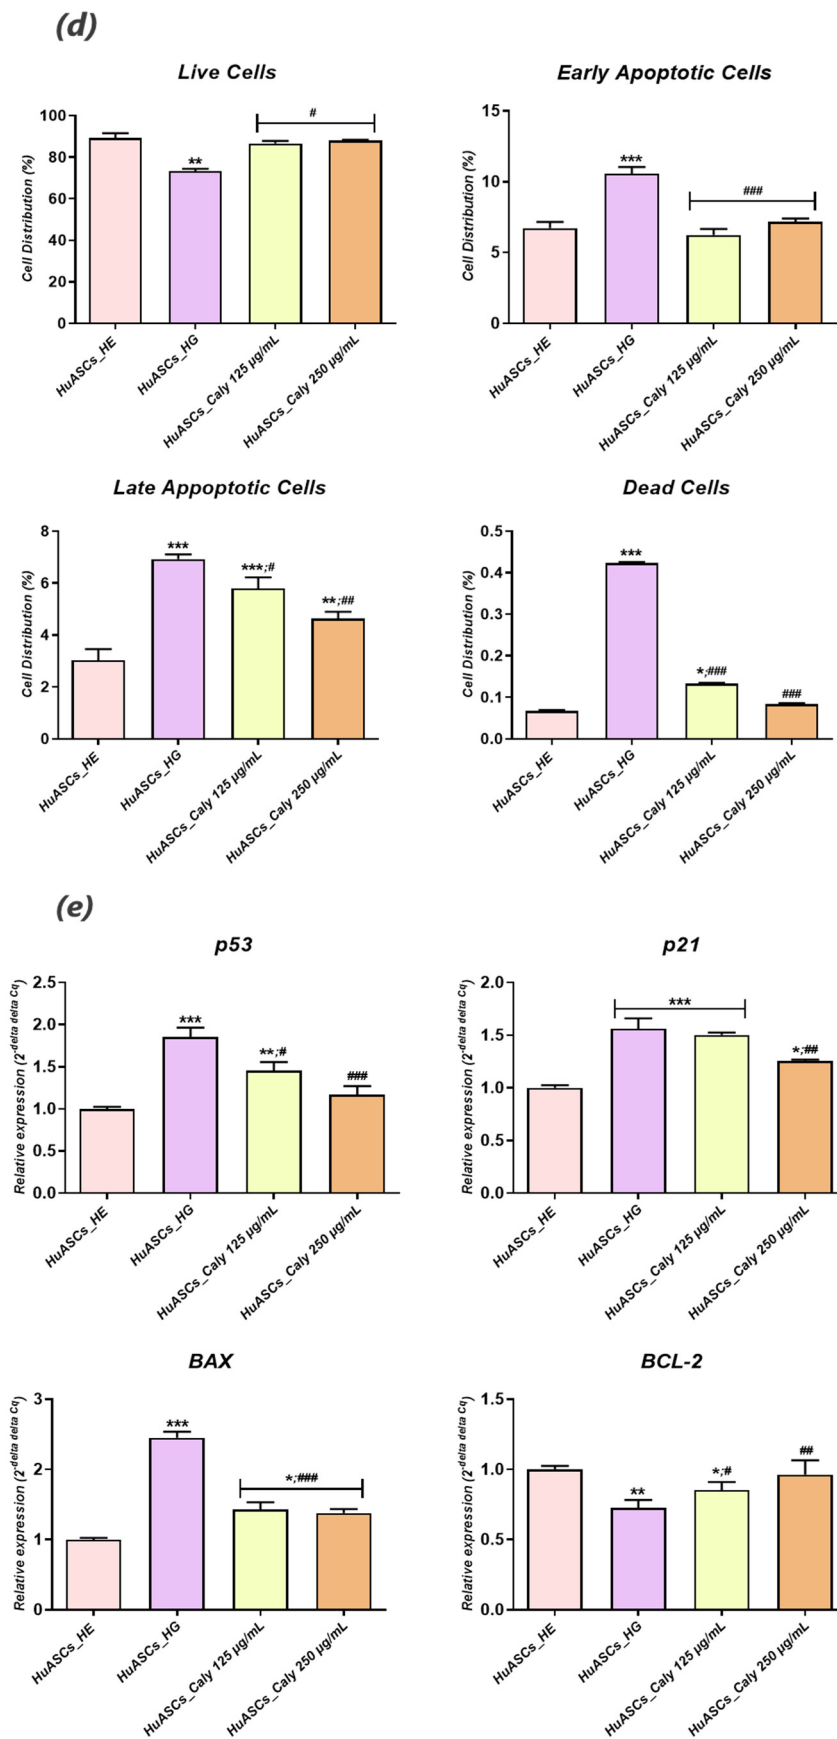 (d)
Live Cells
Cell Distribution (%)
100
80
60
40
20
0
**
#
HuASCs_HE
HuASCs_HG
HuASCs_Caly 125 µg/mL
HuASCs_Caly 250 µg/mL
Early Apoptotic Cells
Cell Distribution (%)
15
10
5
0
***
###
HuASCs_HE
HuASCs_HG
HuASCs_Caly 125 µg/mL
HuASCs_Caly 250 µg/mL
Late Appoptotic Cells
Cell Distribution (%)
8
6
4
2
0
***
***;#
**;##
HuASCs_HE
HuASCs_HG
HuASCs_Caly 125 µg/mL
HuASCs_Caly 250 µg/mL
Dead Cells
Cell Distribution (%)
0.5
0.4
0.3
0.2
0.1
0.0
***
*;###
###
HuASCs_HE
HuASCs_HG
HuASCs_Caly 125 µg/mL
HuASCs_Caly 250 µg/mL
(e)
p53
Relative expression (2^-delta delta Cq)
2.5
2.0
1.5
1.0
0.5
0.0
***
**;#
###
HuASCs_HE
HuASCs_HG
HuASCs_Caly 125 µg/mL
HuASCs_Caly 250 µg/mL
p21
Relative expression (2^-delta delta Cq)
2.0
1.5
1.0
0.5
0.0
***
*;##
HuASCs_HE
HuASCs_HG
HuASCs_Caly 125 µg/mL
HuASCs_Caly 250 µg/mL
BAX
Relative expression (2^-delta delta Cq)
3
2
1
0
***
*;###
HuASCs_HE
HuASCs_HG
HuASCs_Caly 125 µg/mL
HuASCs_Caly 250 µg/mL
BCL-2
Relative expression (2^-delta delta Cq)
1.5
1.0
0.5
0.0
**
*;#
##
HuASCs_HE
HuASCs_HG
HuASCs_Caly 125 µg/mL
HuASCs_Caly 250 µg/mL